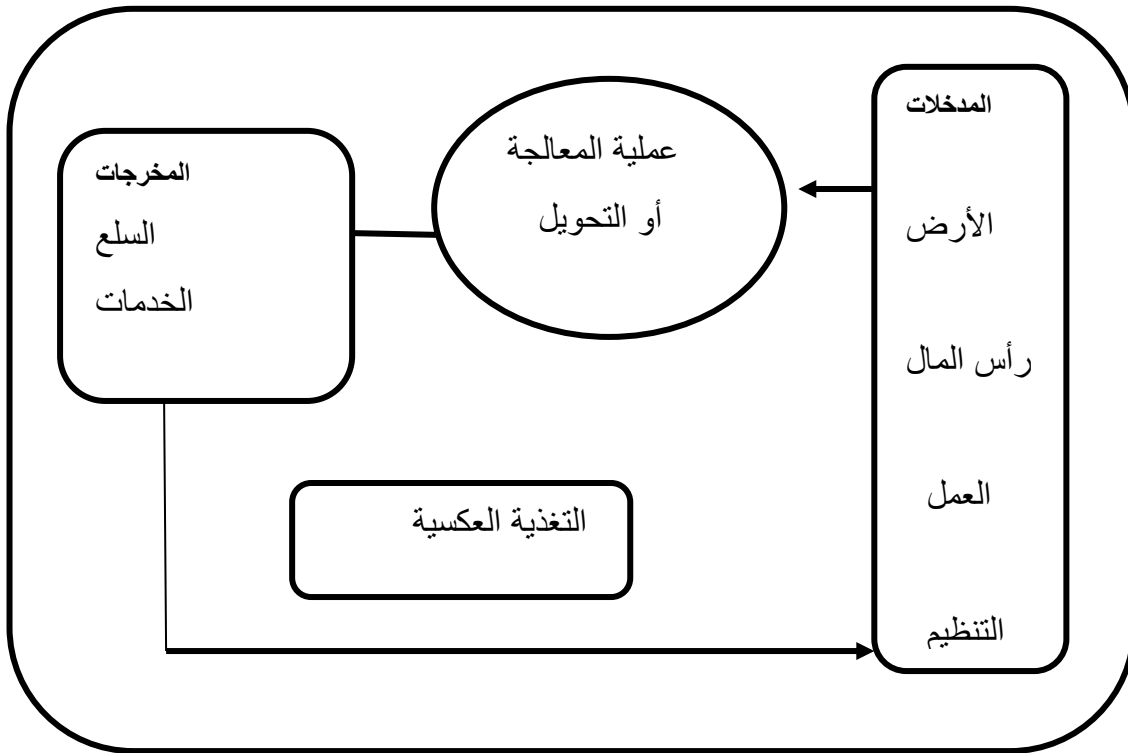 المدخلات
الأرض
رأس المال
العمل
التنظيم
عملية المعالجة
أو التحويل
المخرجات
السلع
الخدمات
التغذية العكسية